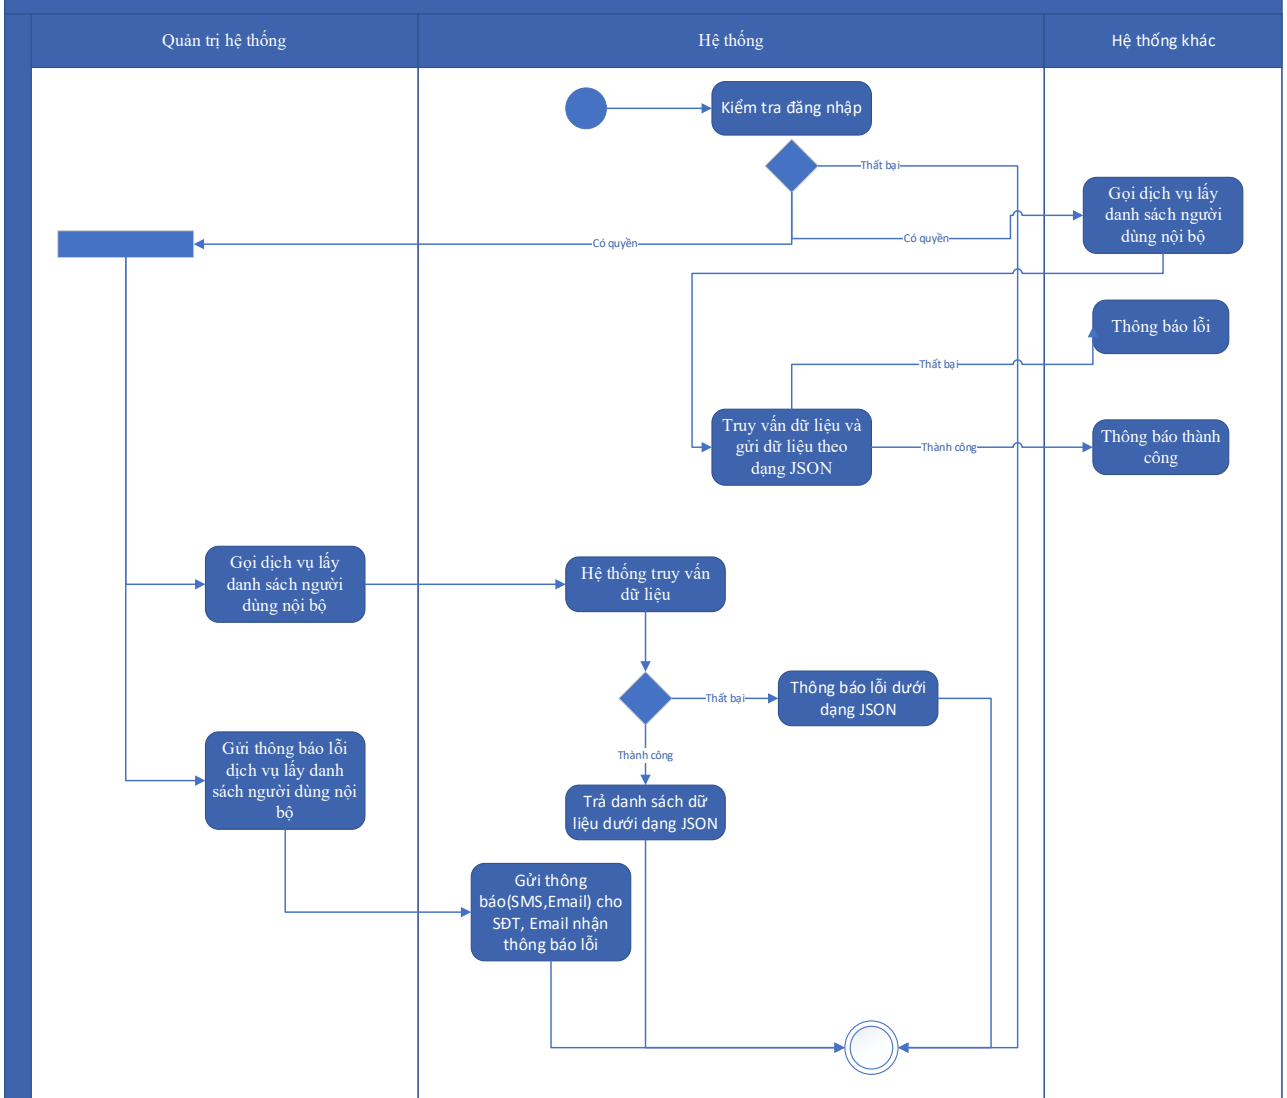 Quản trị hệ thống
Hệ thống
Hệ thống khác
Kiểm tra đăng nhập
Thất bại
Gọi dịch vụ lấy
danh sách người
dùng nội bộ
Có quyền
Có quyền
Thông báo lỗi
Thất bại
Truy vấn dữ liệu và
gửi dữ liệu theo
dạng JSON
Thành công
Thông báo thành
công
Gọi dịch vụ lấy
danh sách người
dùng nội bộ
Hệ thống truy vấn
dữ liệu
Thất bại
Thông báo lỗi dưới
dạng JSON
Gửi thông báo lỗi
dịch vụ lấy danh
sách người dùng nội
bộ
Thành công
Trả danh sách dữ
liệu dưới dạng JSON
Gửi thông
báo(SMS,Email) cho
SĐT, Email nhận
thông báo lỗi